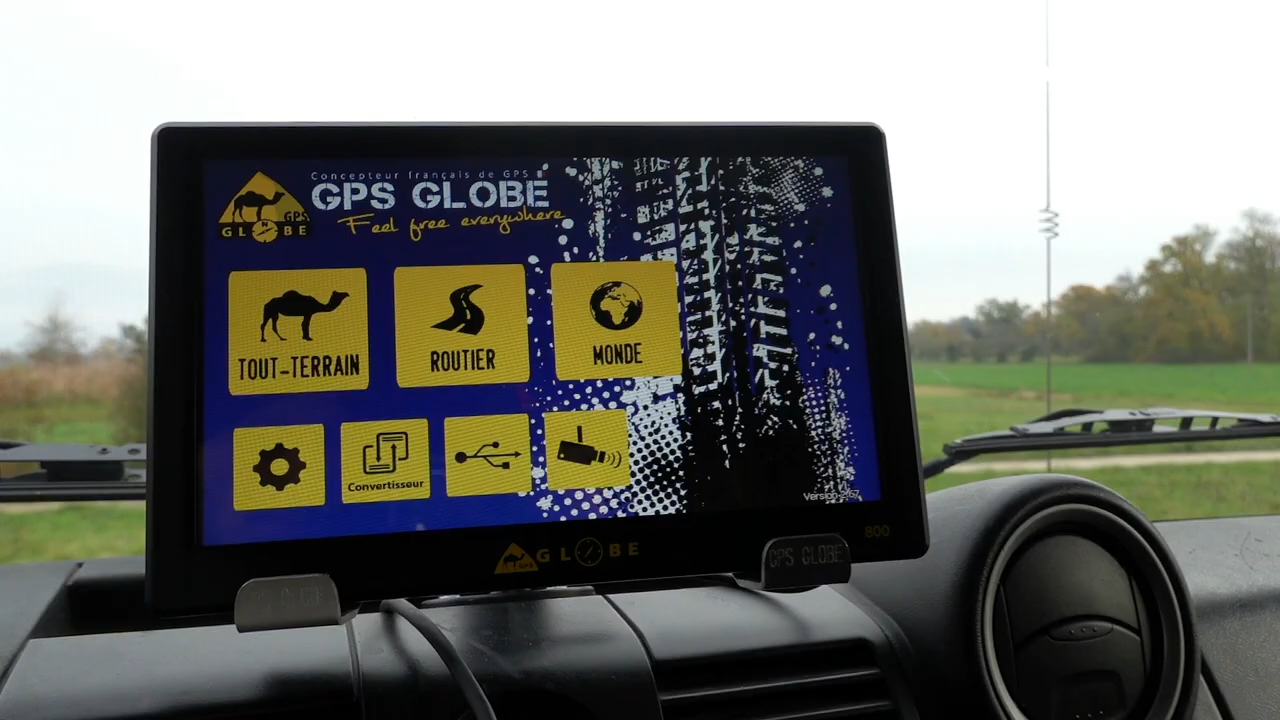 Concepteur français de GPS
GPS GLOBE
Feel free everywhere
GPS
GLOBE
TOUT-TERRAIN
ROUTIER
MONDE
Convertisseur
GPS
GLOBE
800
GPS GLOBE